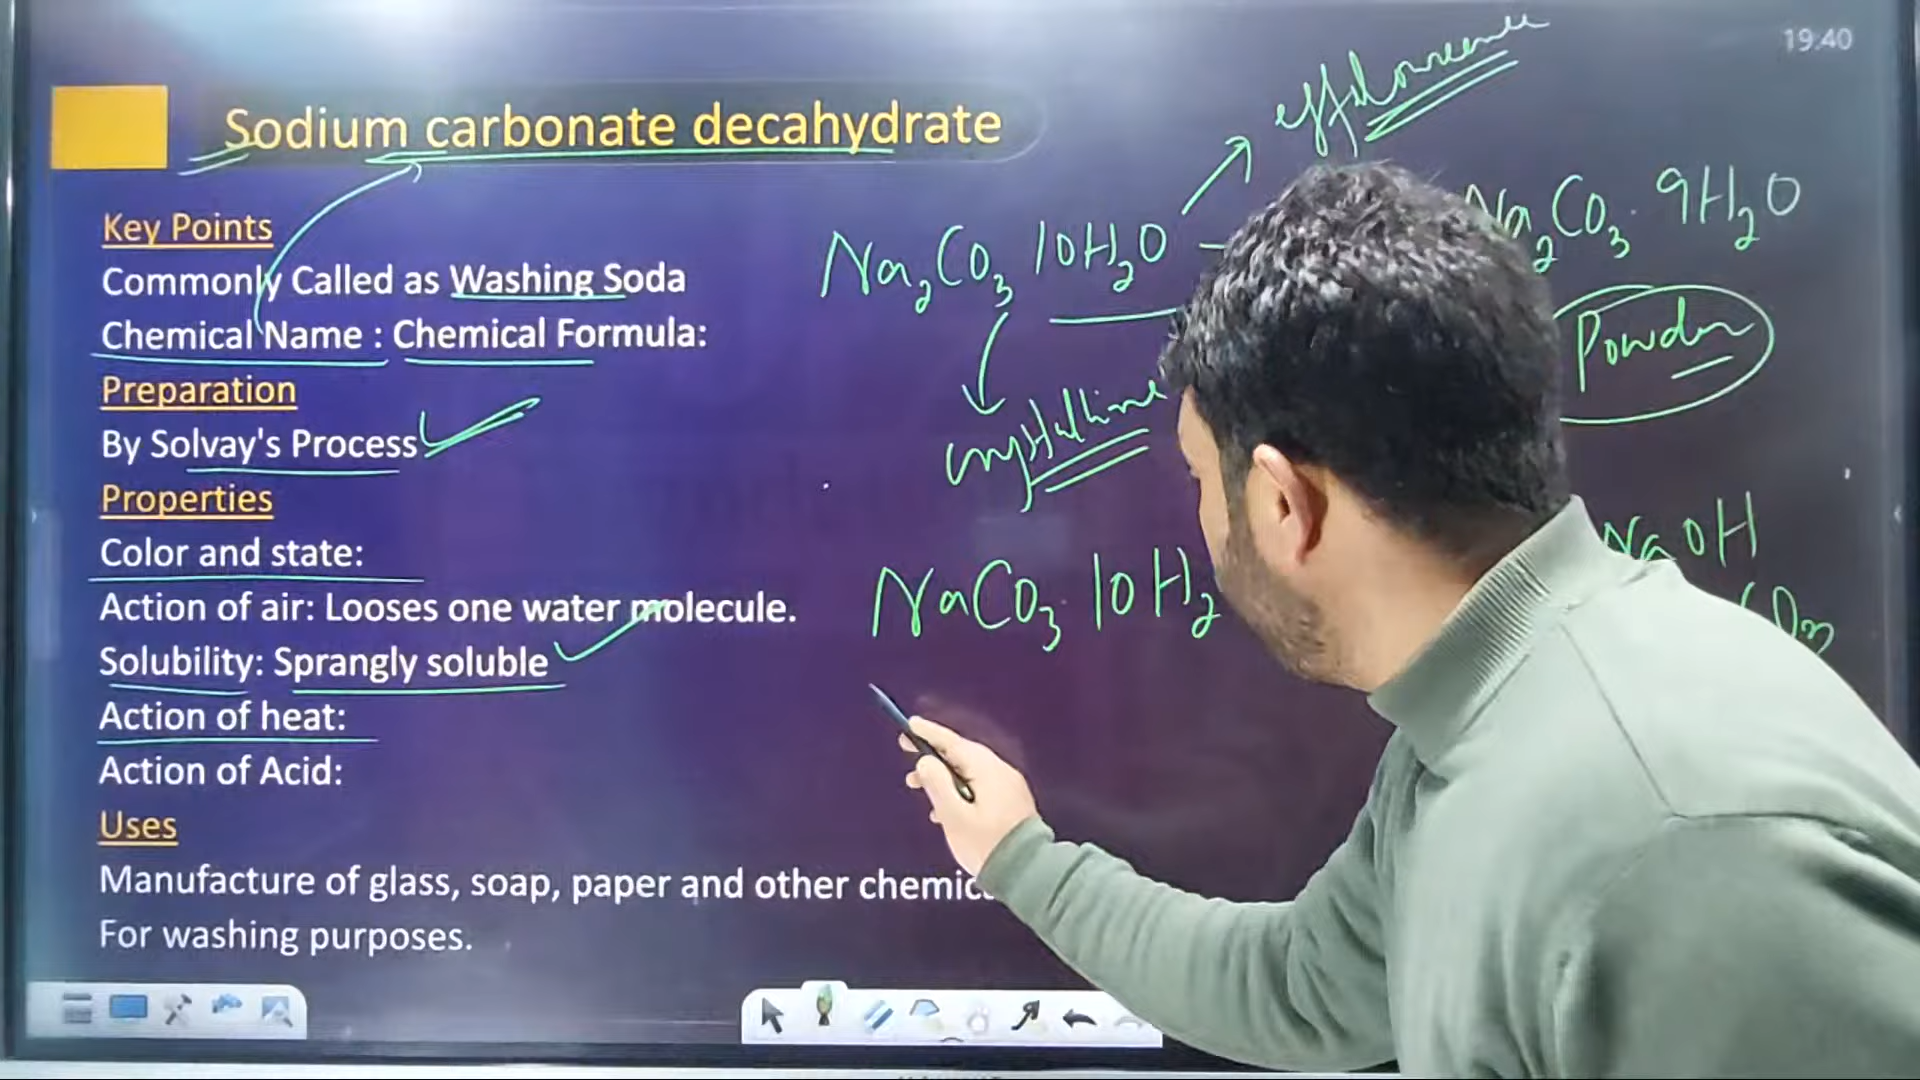 19:40
Sodium carbonate decahydrate
Key Points
Commonly Called as Washing Soda
Chemical Name : Chemical Formula:
Preparation
By Solvay's Process
Properties
Color and state:
Action of air: Looses one water molecule.
Solubility: Sprangly soluble
Action of heat:
Action of Acid:
Uses
Manufacture of glass, soap, paper and other
For washing purposes.
Na₂CO₃ 10H₂O
Na₂CO₃. 9H₂O
Powder
crystalline
NaCO₃. 10H₂
NaOH